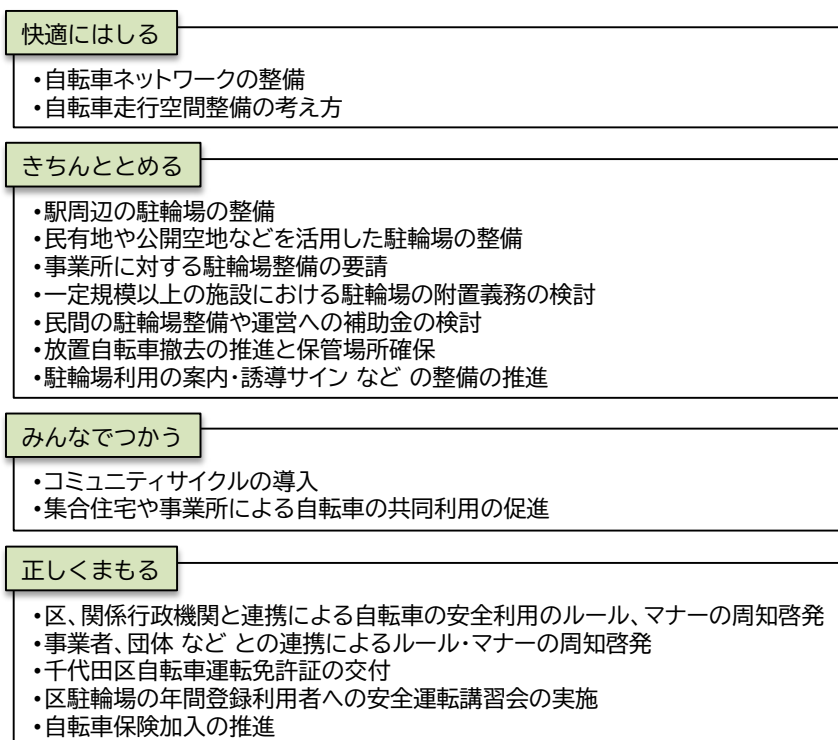 快適にはしる
•自転車ネットワークの整備
•自転車走行空間整備の考え方
きちんととめる
•駅周辺の駐輪場の整備
•民有地や公開空地などを活用した駐輪場の整備
•事業所に対する駐輪場整備の要請
•一定規模以上の施設における駐輪場の附置義務の検討
•民間の駐輪場整備や運営への補助金の検討
•放置自転車撤去の推進と保管場所確保
•駐輪場利用の案内・誘導サイン など の整備の推進
みんなでつかう
•コミュニティサイクルの導入
•集合住宅や事業所による自転車の共同利用の促進
正しくまもる
•区、関係行政機関と連携による自転車の安全利用のルール、マナーの周知啓発
•事業者、団体 など との連携によるルール・マナーの周知啓発
•千代田区自転車運転免許証の交付
•区駐輪場の年間登録利用者への安全運転講習会の実施
•自転車保険加入の推進